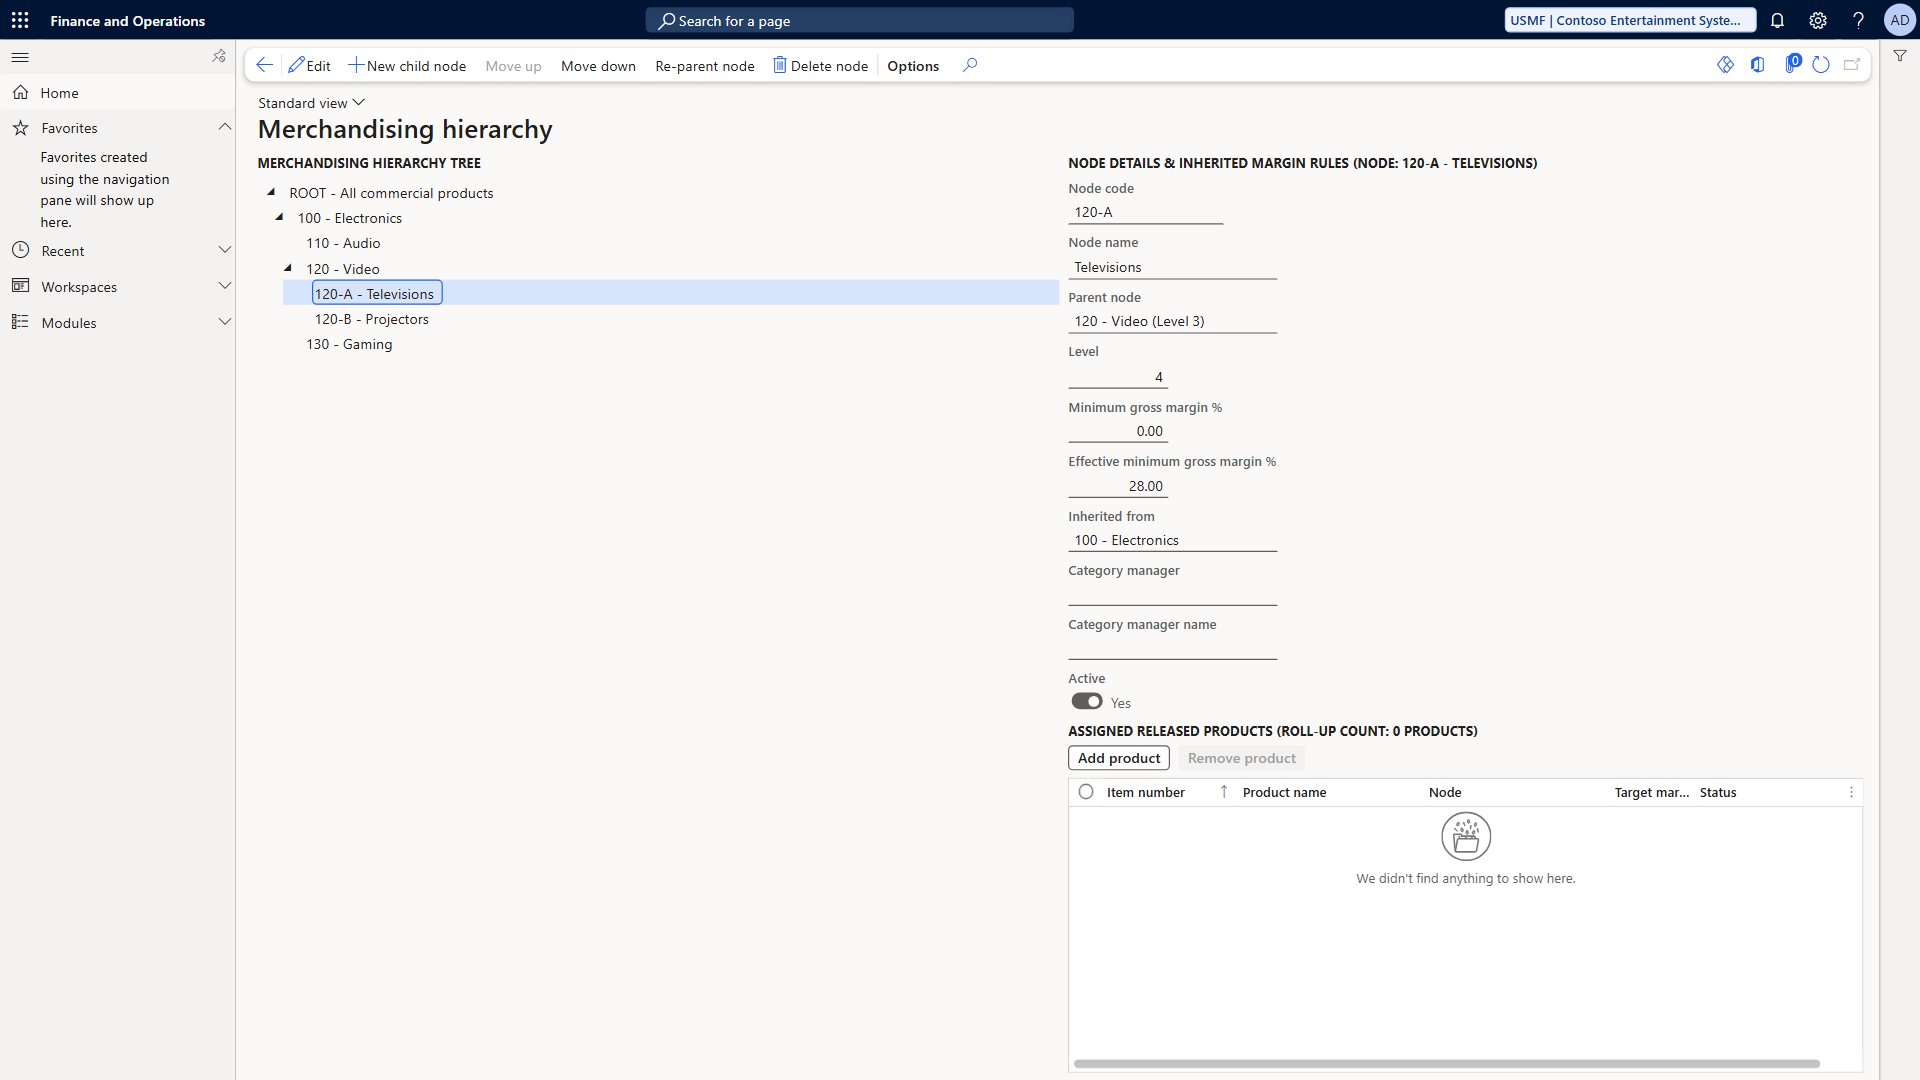 Finance and Operations
Search for a page
USMF | Contoso Entertainment Syste...
AD
Edit
New child node
Move up
Move down
Re-parent node
Delete node
Options
0
Home
Favorites
Favorites created
using the navigation
pane will show up
here.
Recent
Workspaces
Modules
Standard view
Merchandising hierarchy
MERCHANDISING HIERARCHY TREE
ROOT - All commercial products
100 - Electronics
110 - Audio
120 - Video
120-A - Televisions
120-B - Projectors
130 - Gaming
NODE DETAILS & INHERITED MARGIN RULES (NODE: 120-A - TELEVISIONS)
Node code
120-A
Node name
Televisions
Parent node
120 - Video (Level 3)
Level
4
Minimum gross margin %
0.00
Effective minimum gross margin %
28.00
Inherited from
100 - Electronics
Category manager
Category manager name
Active
Yes
ASSIGNED RELEASED PRODUCTS (ROLL-UP COUNT: 0 PRODUCTS)
Add product
Remove product
Item number
Product name
Node
Target mar...
Status
We didn't find anything to show here.